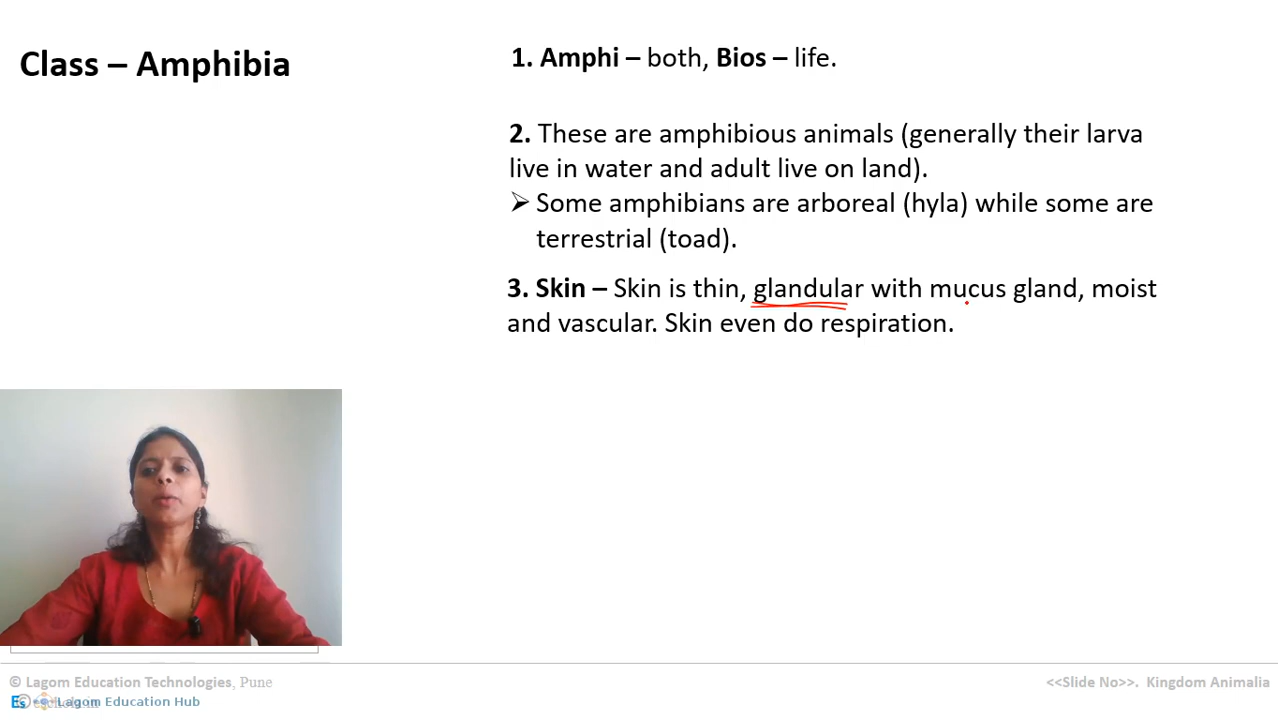 Class – Amphibia
1. Amphi – both, Bios – life.
2. These are amphibious animals (generally their larva
live in water and adult live on land).
➢ Some amphibians are arboreal (hyla) while some are
terrestrial (toad).
3. Skin – Skin is thin, glandular with mucus gland, moist
and vascular. Skin even do respiration.
© Lagom Education Technologies, Pune
<<Slide No>>. Kingdom Animalia
Lagom Education Hub